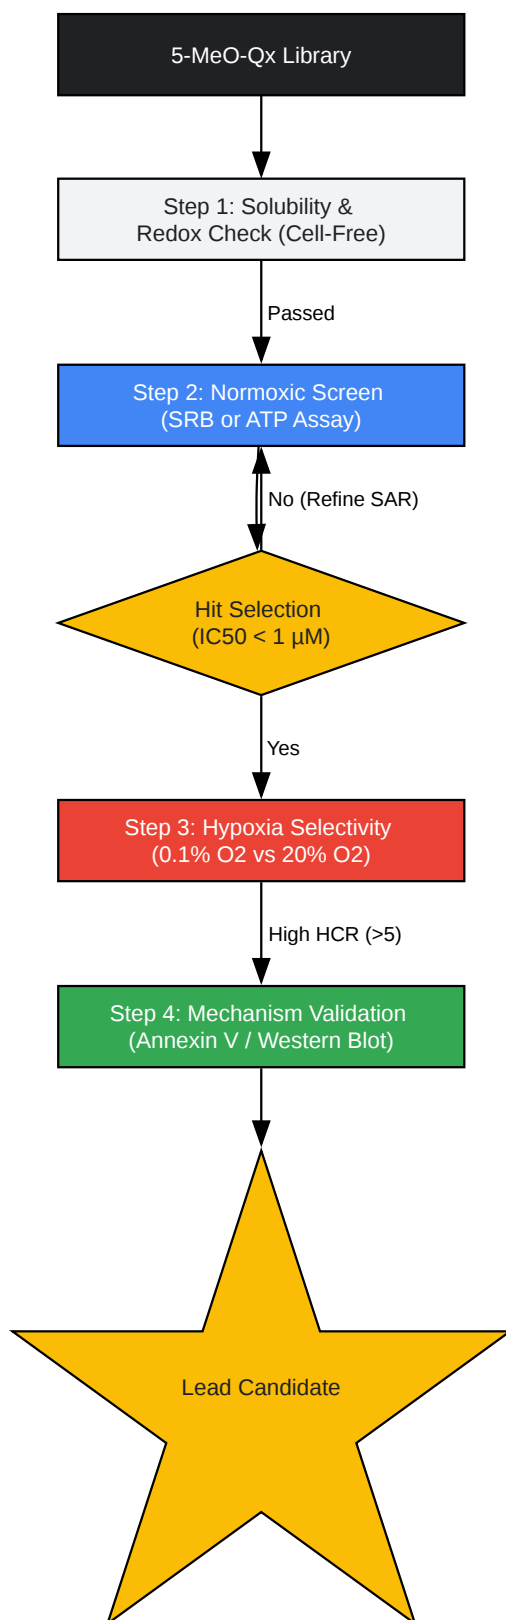 5-MeO-Qx Library
Step 1: Solubility &
Redox Check (Cell-Free)
Passed
Step 2: Normoxic Screen
(SRB or ATP Assay)
No (Refine SAR)
Hit Selection
(IC50 < 1 µM)
Yes
Step 3: Hypoxia Selectivity
(0.1% O2 vs 20% O2)
High HCR (>5)
Step 4: Mechanism Validation
(Annexin V / Western Blot)
Lead Candidate